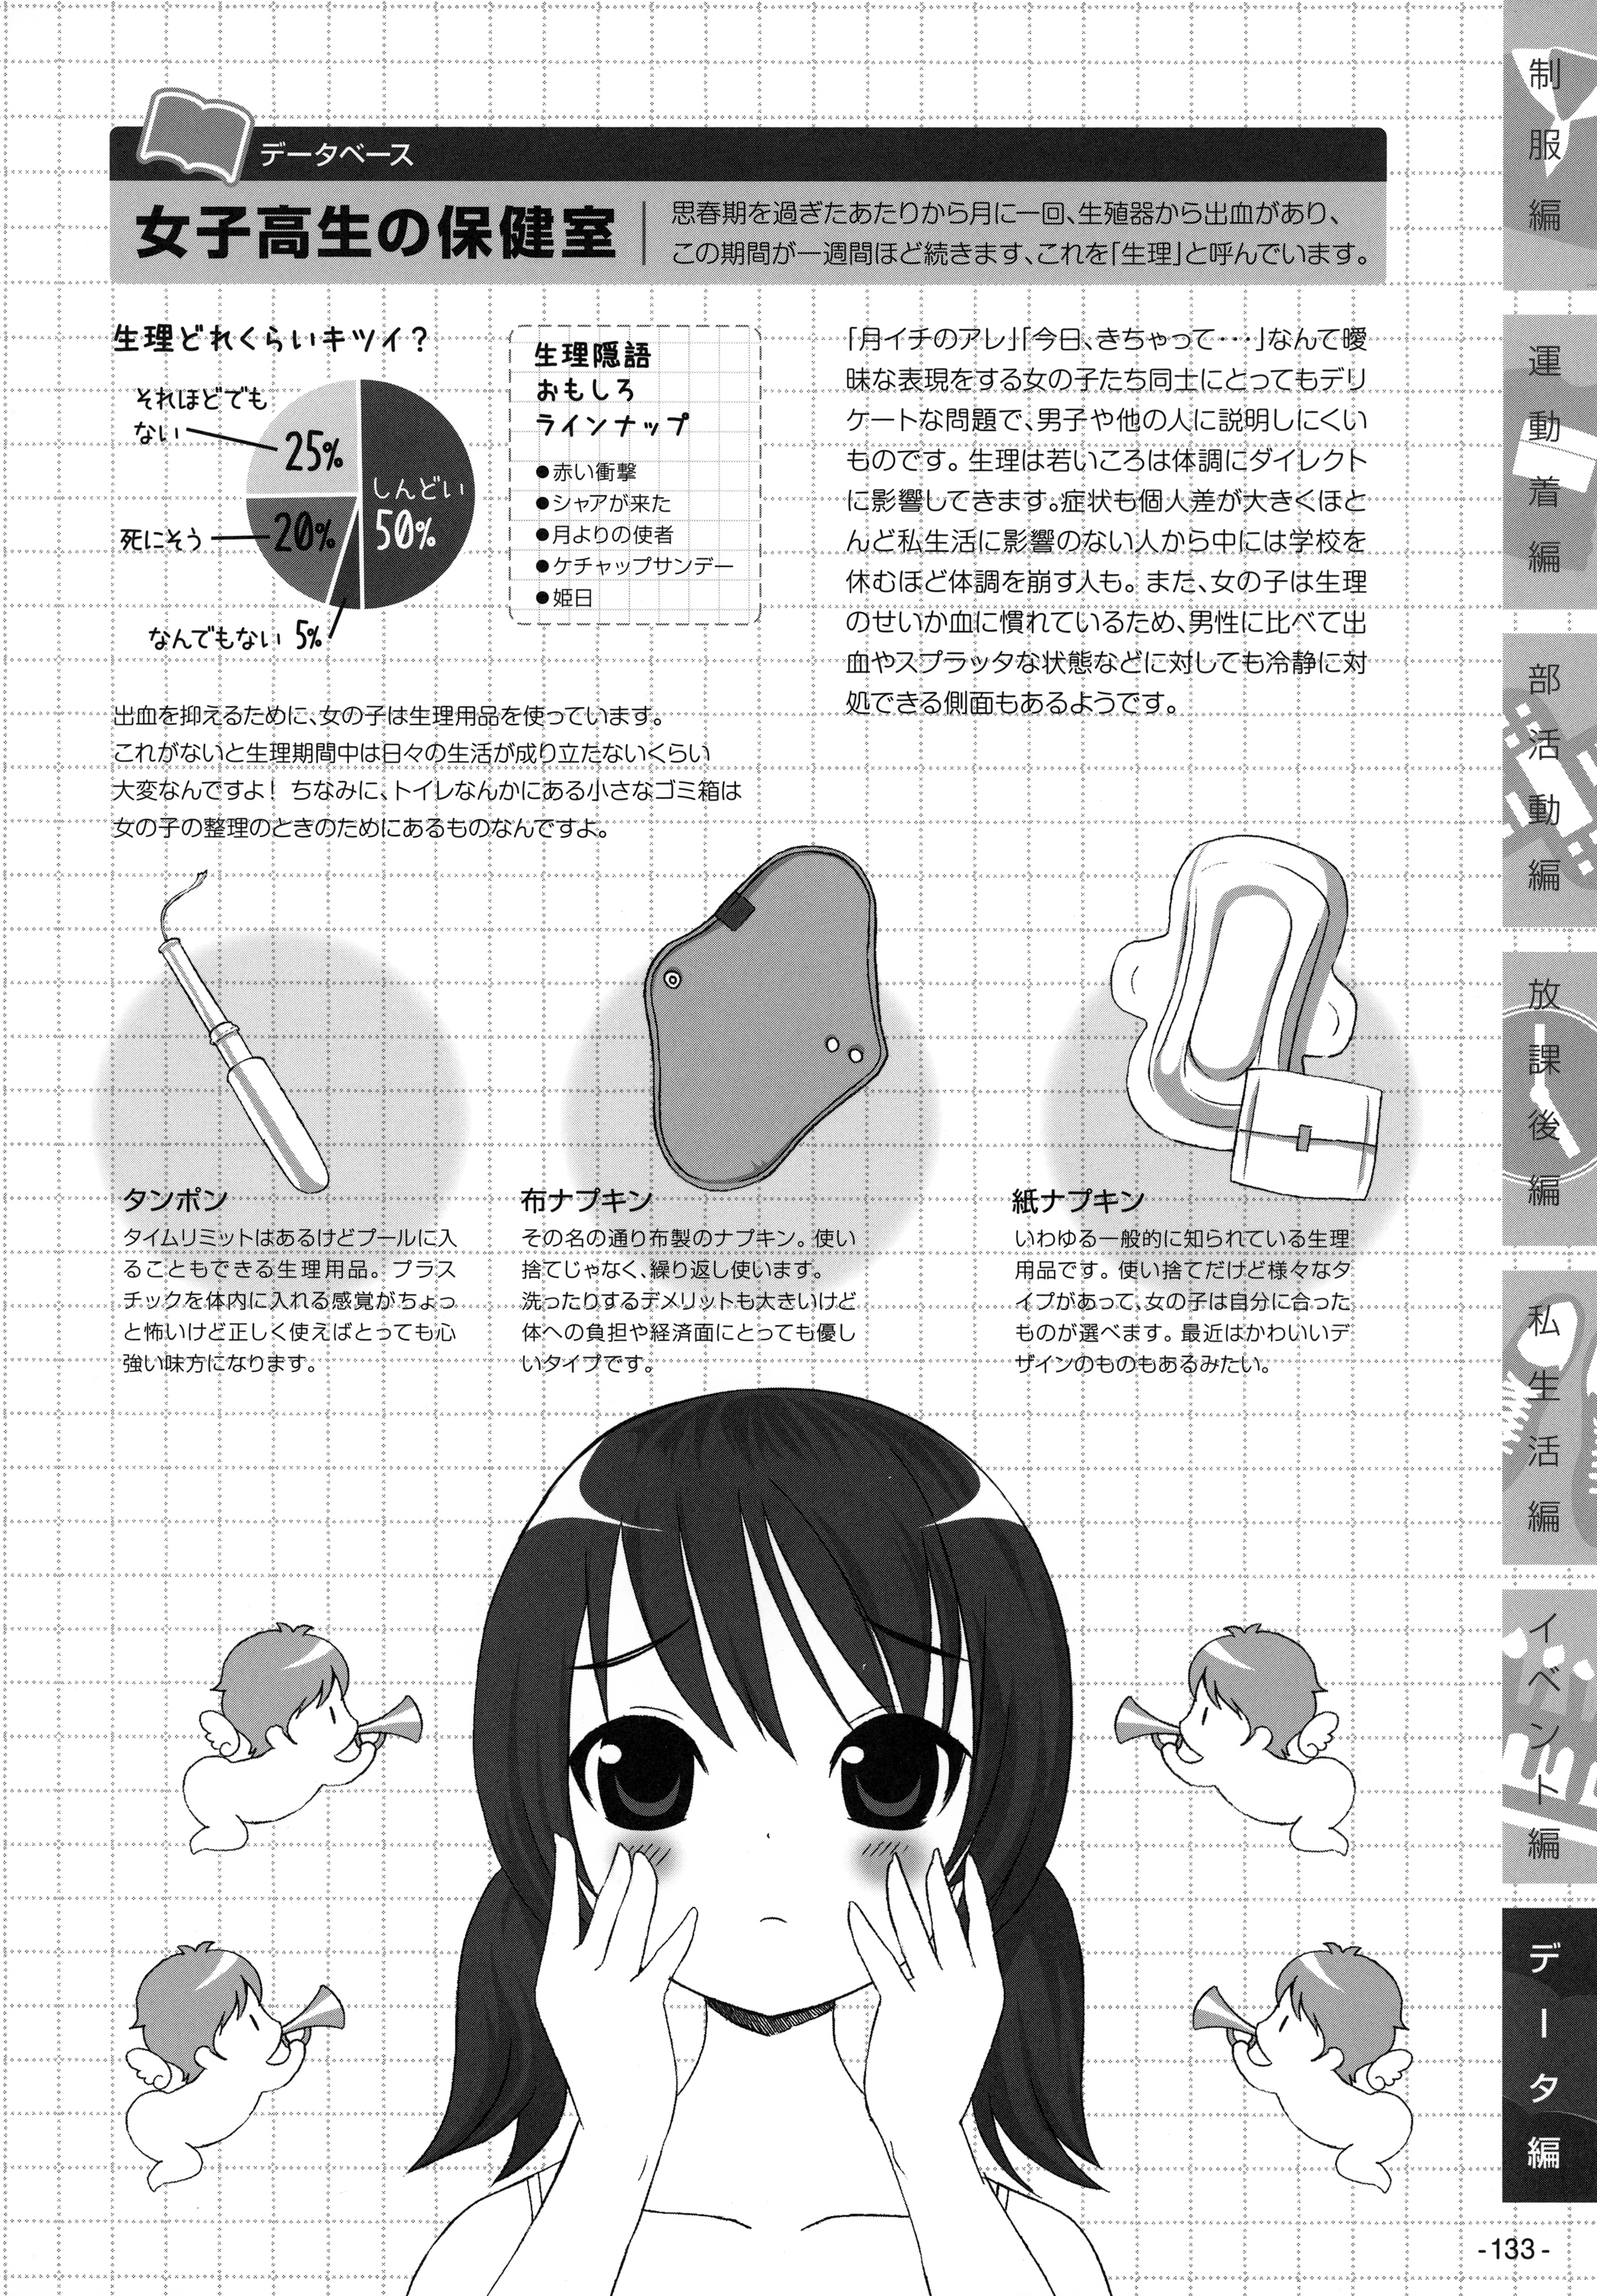 データベース
女子高生の保健室
思春期を過ぎたあたりから月に一回、生殖器から出血があり、
この期間が一週間ほど続きます、これを「生理」と呼んでいます。
生理どれくらいキツイ？
それほどでも
ない
25%
しんどい
50%
死にそう
20%
なんでもない 5%
生理隠語
おもしろ
ラインナップ
●赤い衝撃
●シャアが来た
●月よりの使者
●ケチャップサンデー
●姫日
「月イチのアレ」「今日、きちゃって・・・」なんて曖
昧な表現をする女の子たち同士にとってもデリ
ケートな問題で、男子や他の人に説明しにくい
ものです。生理は若いころは体調にダイレクト
に影響してきます。症状も個人差が大きくほと
んど私生活に影響のない人から中には学校を
休むほど体調を崩す人も。また、女の子は生理
のせいか血に慣れているため、男性に比べて出
血やスプラッタな状態などに対しても冷静に対
処できる側面もあるようです。
出血を抑えるために、女の子は生理用品を使っています。
これがないと生理期間中は日々の生活が成り立たないくらい
大変なんですよ！ ちなみに、トイレなんかにある小さなゴミ箱は
女の子の整理のときのためにあるものなんですよ。
タンポン
タイムリミットはあるけどプールに入
ることもできる生理用品。プラス
チックを体内に入れる感覚がちょっ
と怖いけど正しく使えばとっても心
強い味方になります。
布ナプキン
その名の通り布製のナプキン。使い
捨てじゃなく、繰り返し使います。
洗ったりするデメリットも大きいけど
体への負担や経済面にとっても優し
いタイプです。
紙ナプキン
いわゆる一般的に知られている生理
用品です。使い捨てだけど様々なタ
イプがあって、女の子は自分に合った
ものが選べます。最近はかわいいデ
ザインのものもあるみたい。
制服編
運動着編
部活動編
放課後編
私生活編
イベント編
データ編
-133-